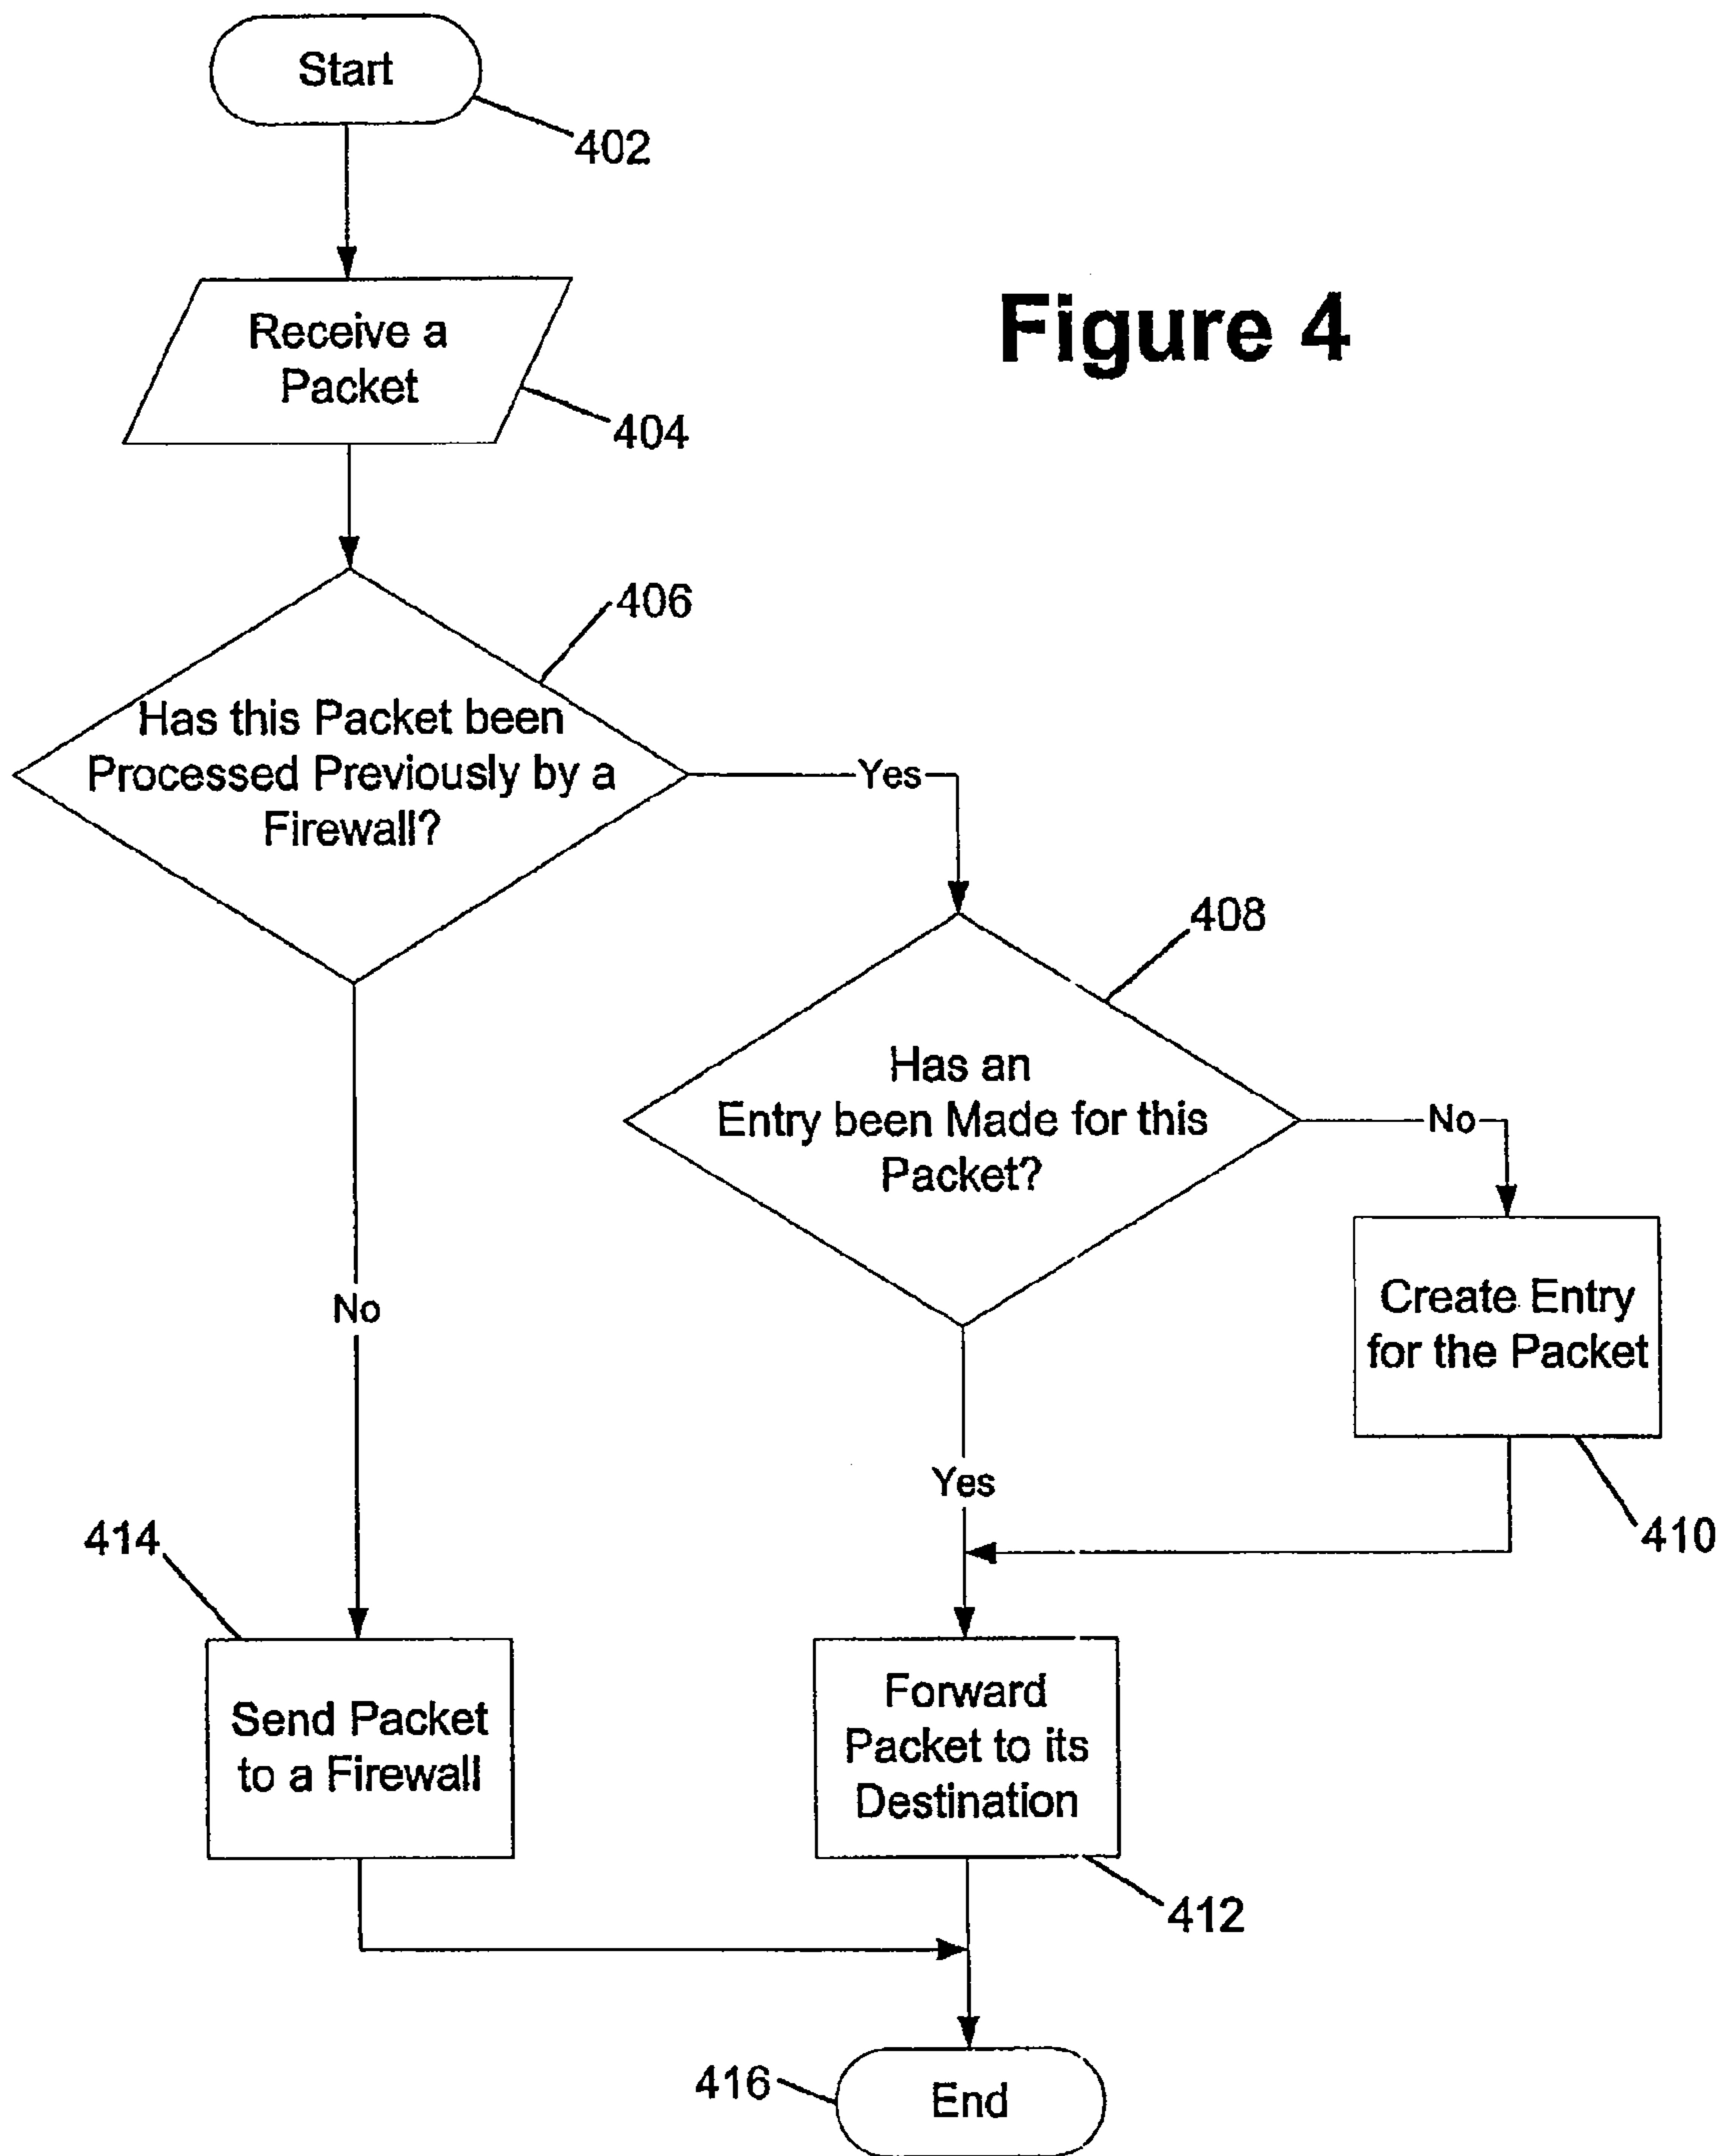 Start
402
Figure 4
Receive a
Packet
404
406
Has this Packet been
Processed Previously by a
Firewall?
Yes
408
Has an
Entry been Made for this
Packet?
No
Create Entry
for the Packet
410
No
Yes
414
Send Packet
to a Firewall
Forward
Packet to its
Destination
412
416
End